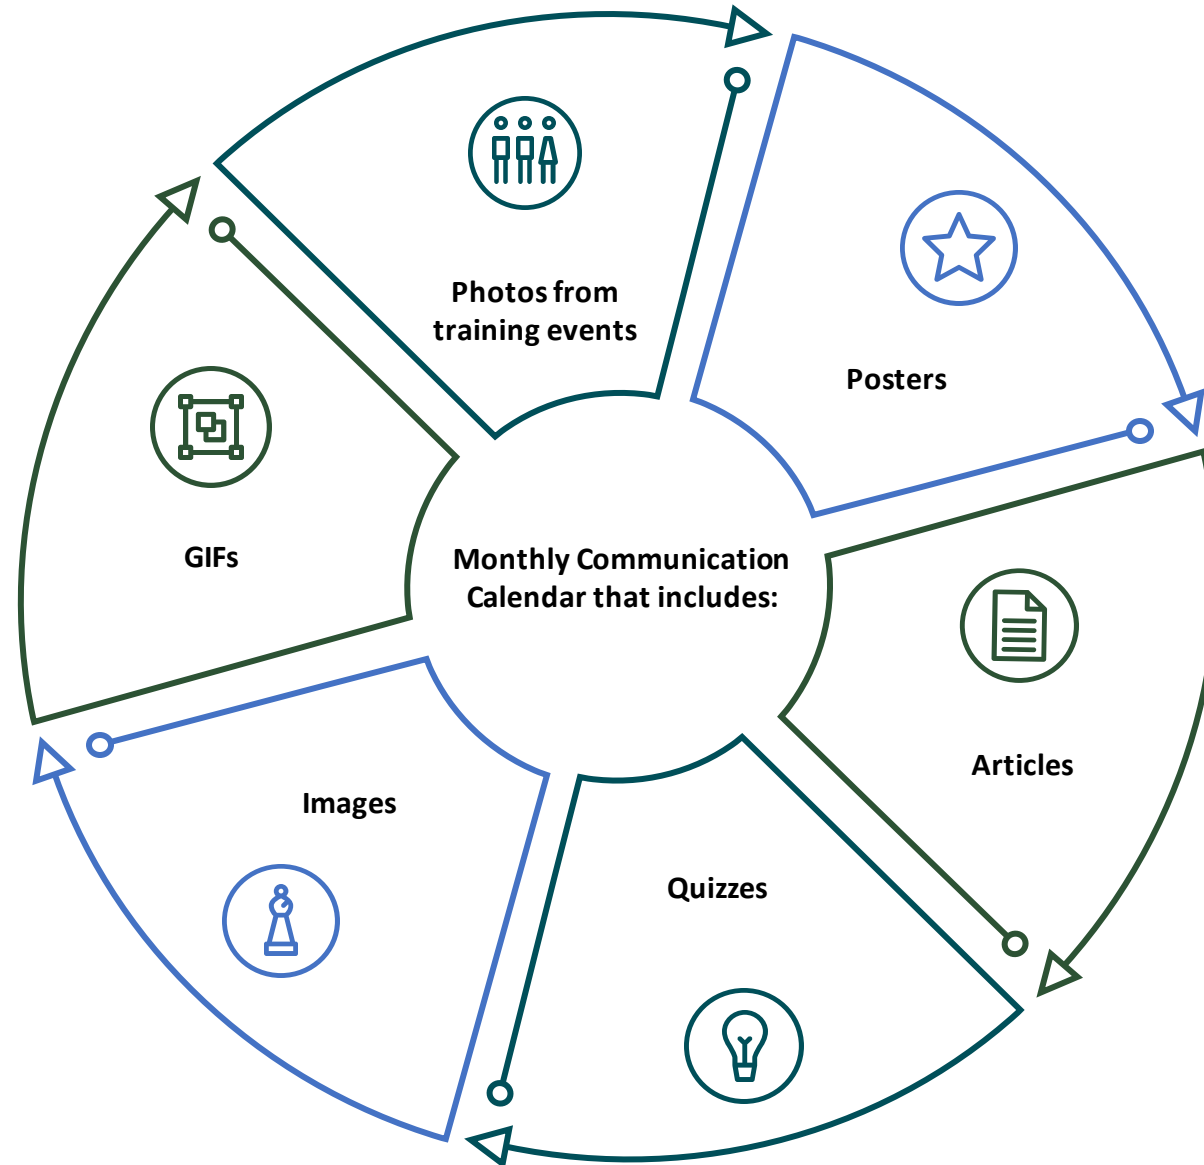 Photos from
training events
Posters
GIFs
Monthly Communication
Calendar that includes:
Articles
Images
Quizzes